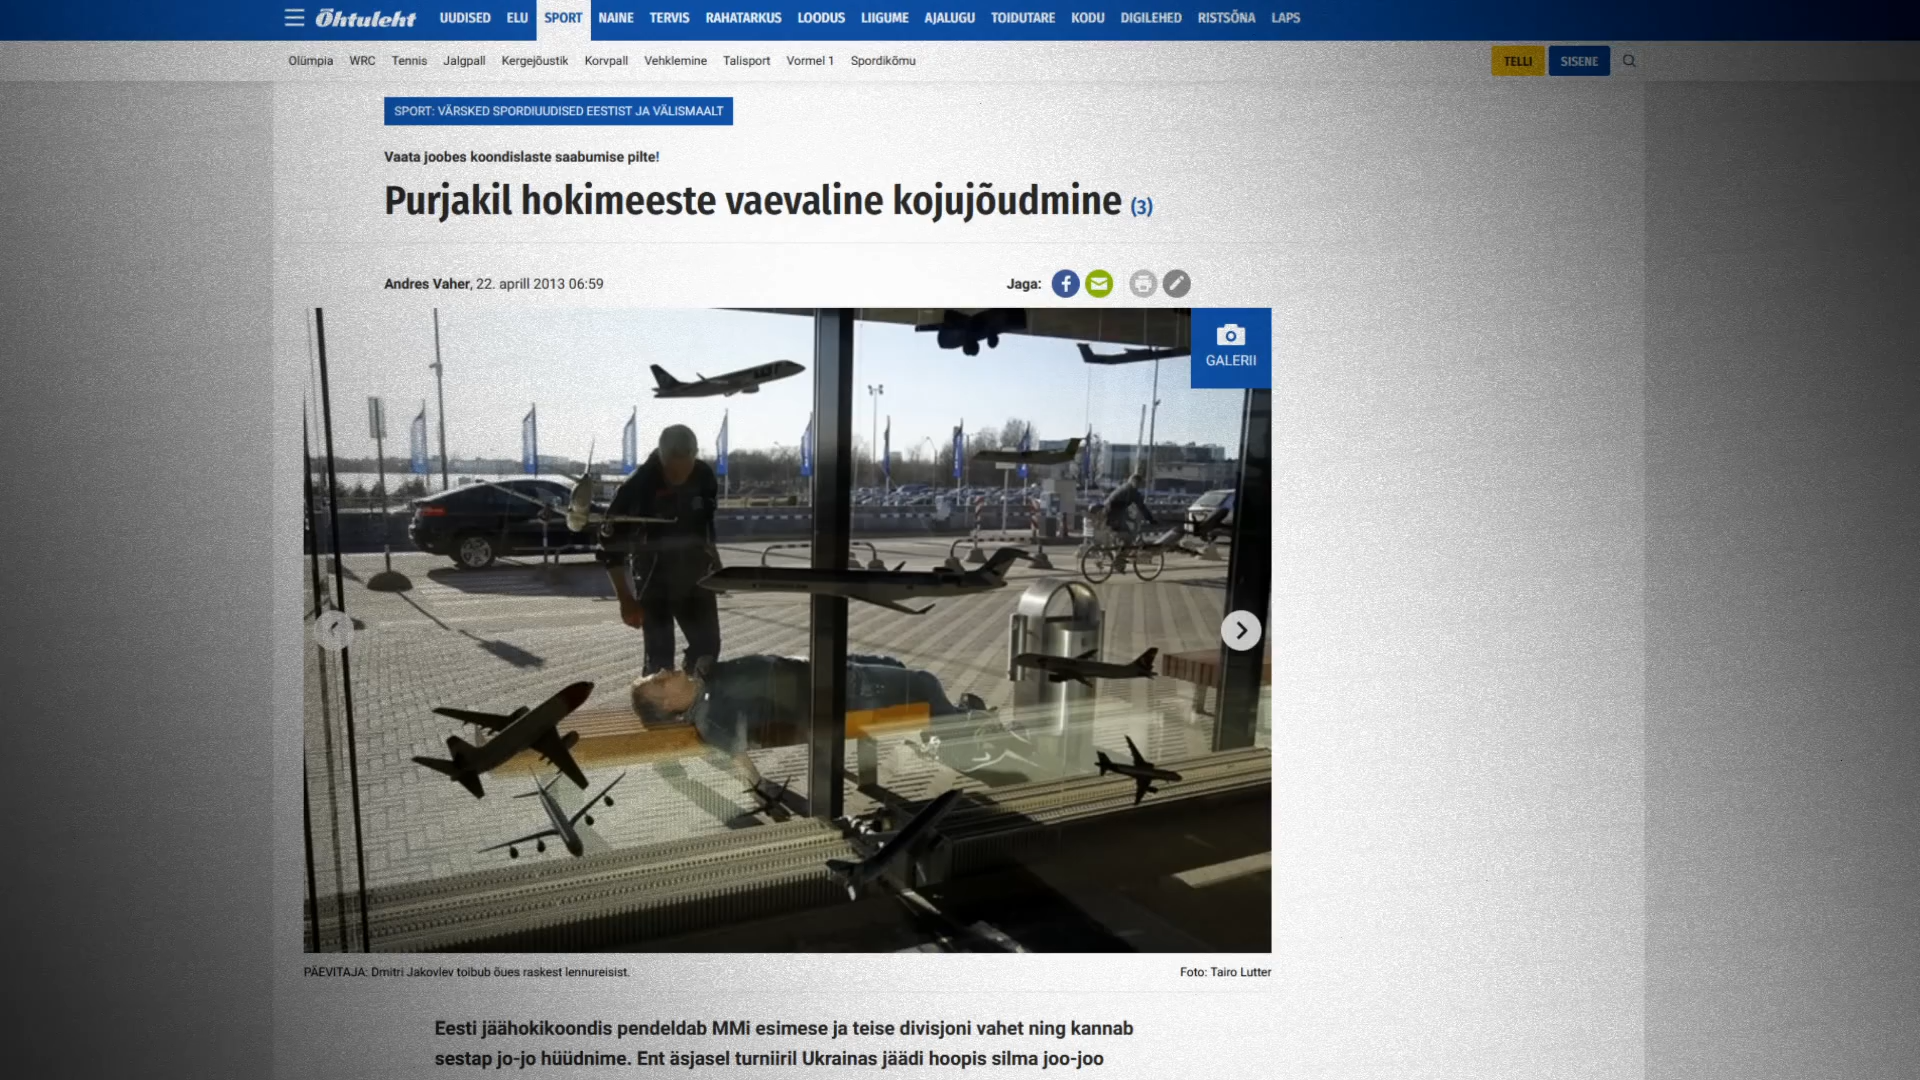 Õhtuleht UUDISED ELU SPORT NAINE TERVIS RAHATARKUS LOODUS LIIGUME AJALUGU TOIDUTARE KODU DIGILEHED RISTSÕNA LAPS
Olümpia WRC Tennis Jalgpall Kergejõustik Korvpall Vehklemine Talisport Vormel 1 Spordikõmu TELLI SISENE
SPORT: VÄRSKED SPORDIUUDISED EESTIST JA VÄLISMAALT
Vaata joobes koondislaste saabumise pilte!
Purjakil hokimeeste vaevaline kojujõudmine (3)
Andres Vaher, 22. aprill 2013 06:59 Jaga:
GALERII
PÄEVITAJA: Dmitri Jakovlev toibub õues raskest lennureisist. Foto: Tairo Lutter
Eesti jäähokikoondis pendeldab MMi esimese ja teise divisjoni vahet ning kannab
sestap jo-jo hüüdnime. Ent äsjasel turniiril Ukrainas jäädi hoopis silma joo-joo